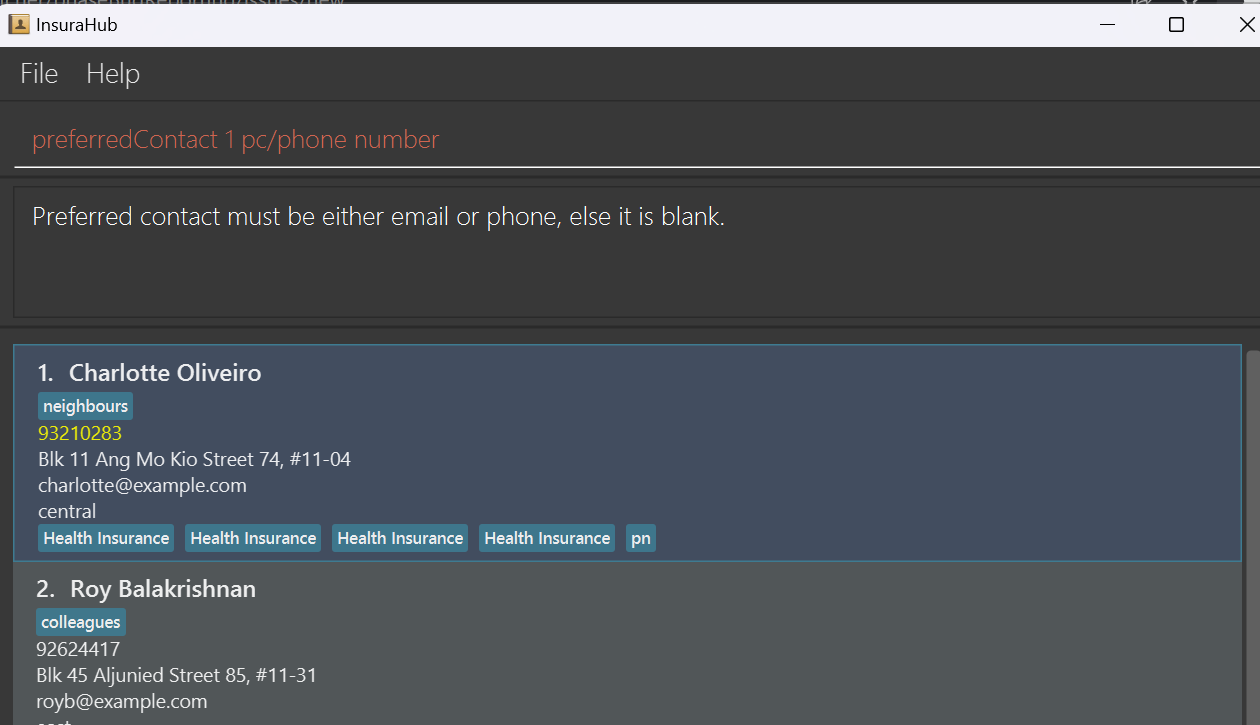 InsuraHub
File Help
preferredContact 1 pc/phone number
Preferred contact must be either email or phone, else it is blank.
1. Charlotte Oliveiro
neighbours
93210283
Blk 11 Ang Mo Kio Street 74, #11-04
charlotte@example.com
central
Health Insurance Health Insurance Health Insurance Health Insurance pn
2. Roy Balakrishnan
colleagues
92624417
Blk 45 Aljunied Street 85, #11-31
royb@example.com